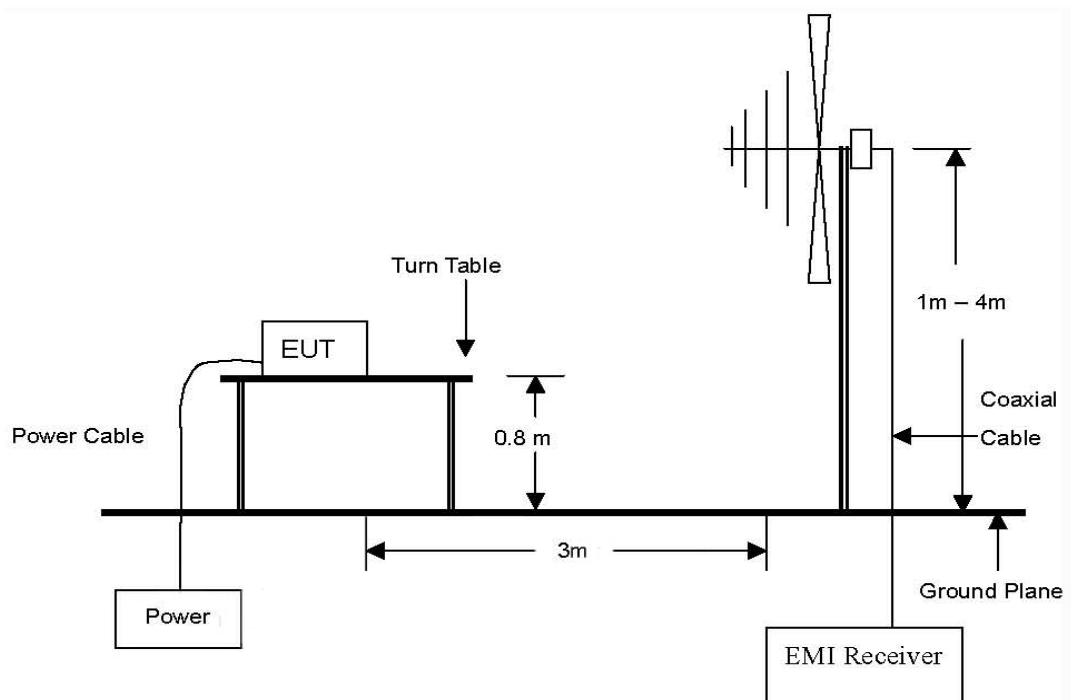 Turn Table
1m – 4m
EUT
Coaxial
Cable
Power Cable
0.8 m
3m
Ground Plane
Power
EMI Receiver